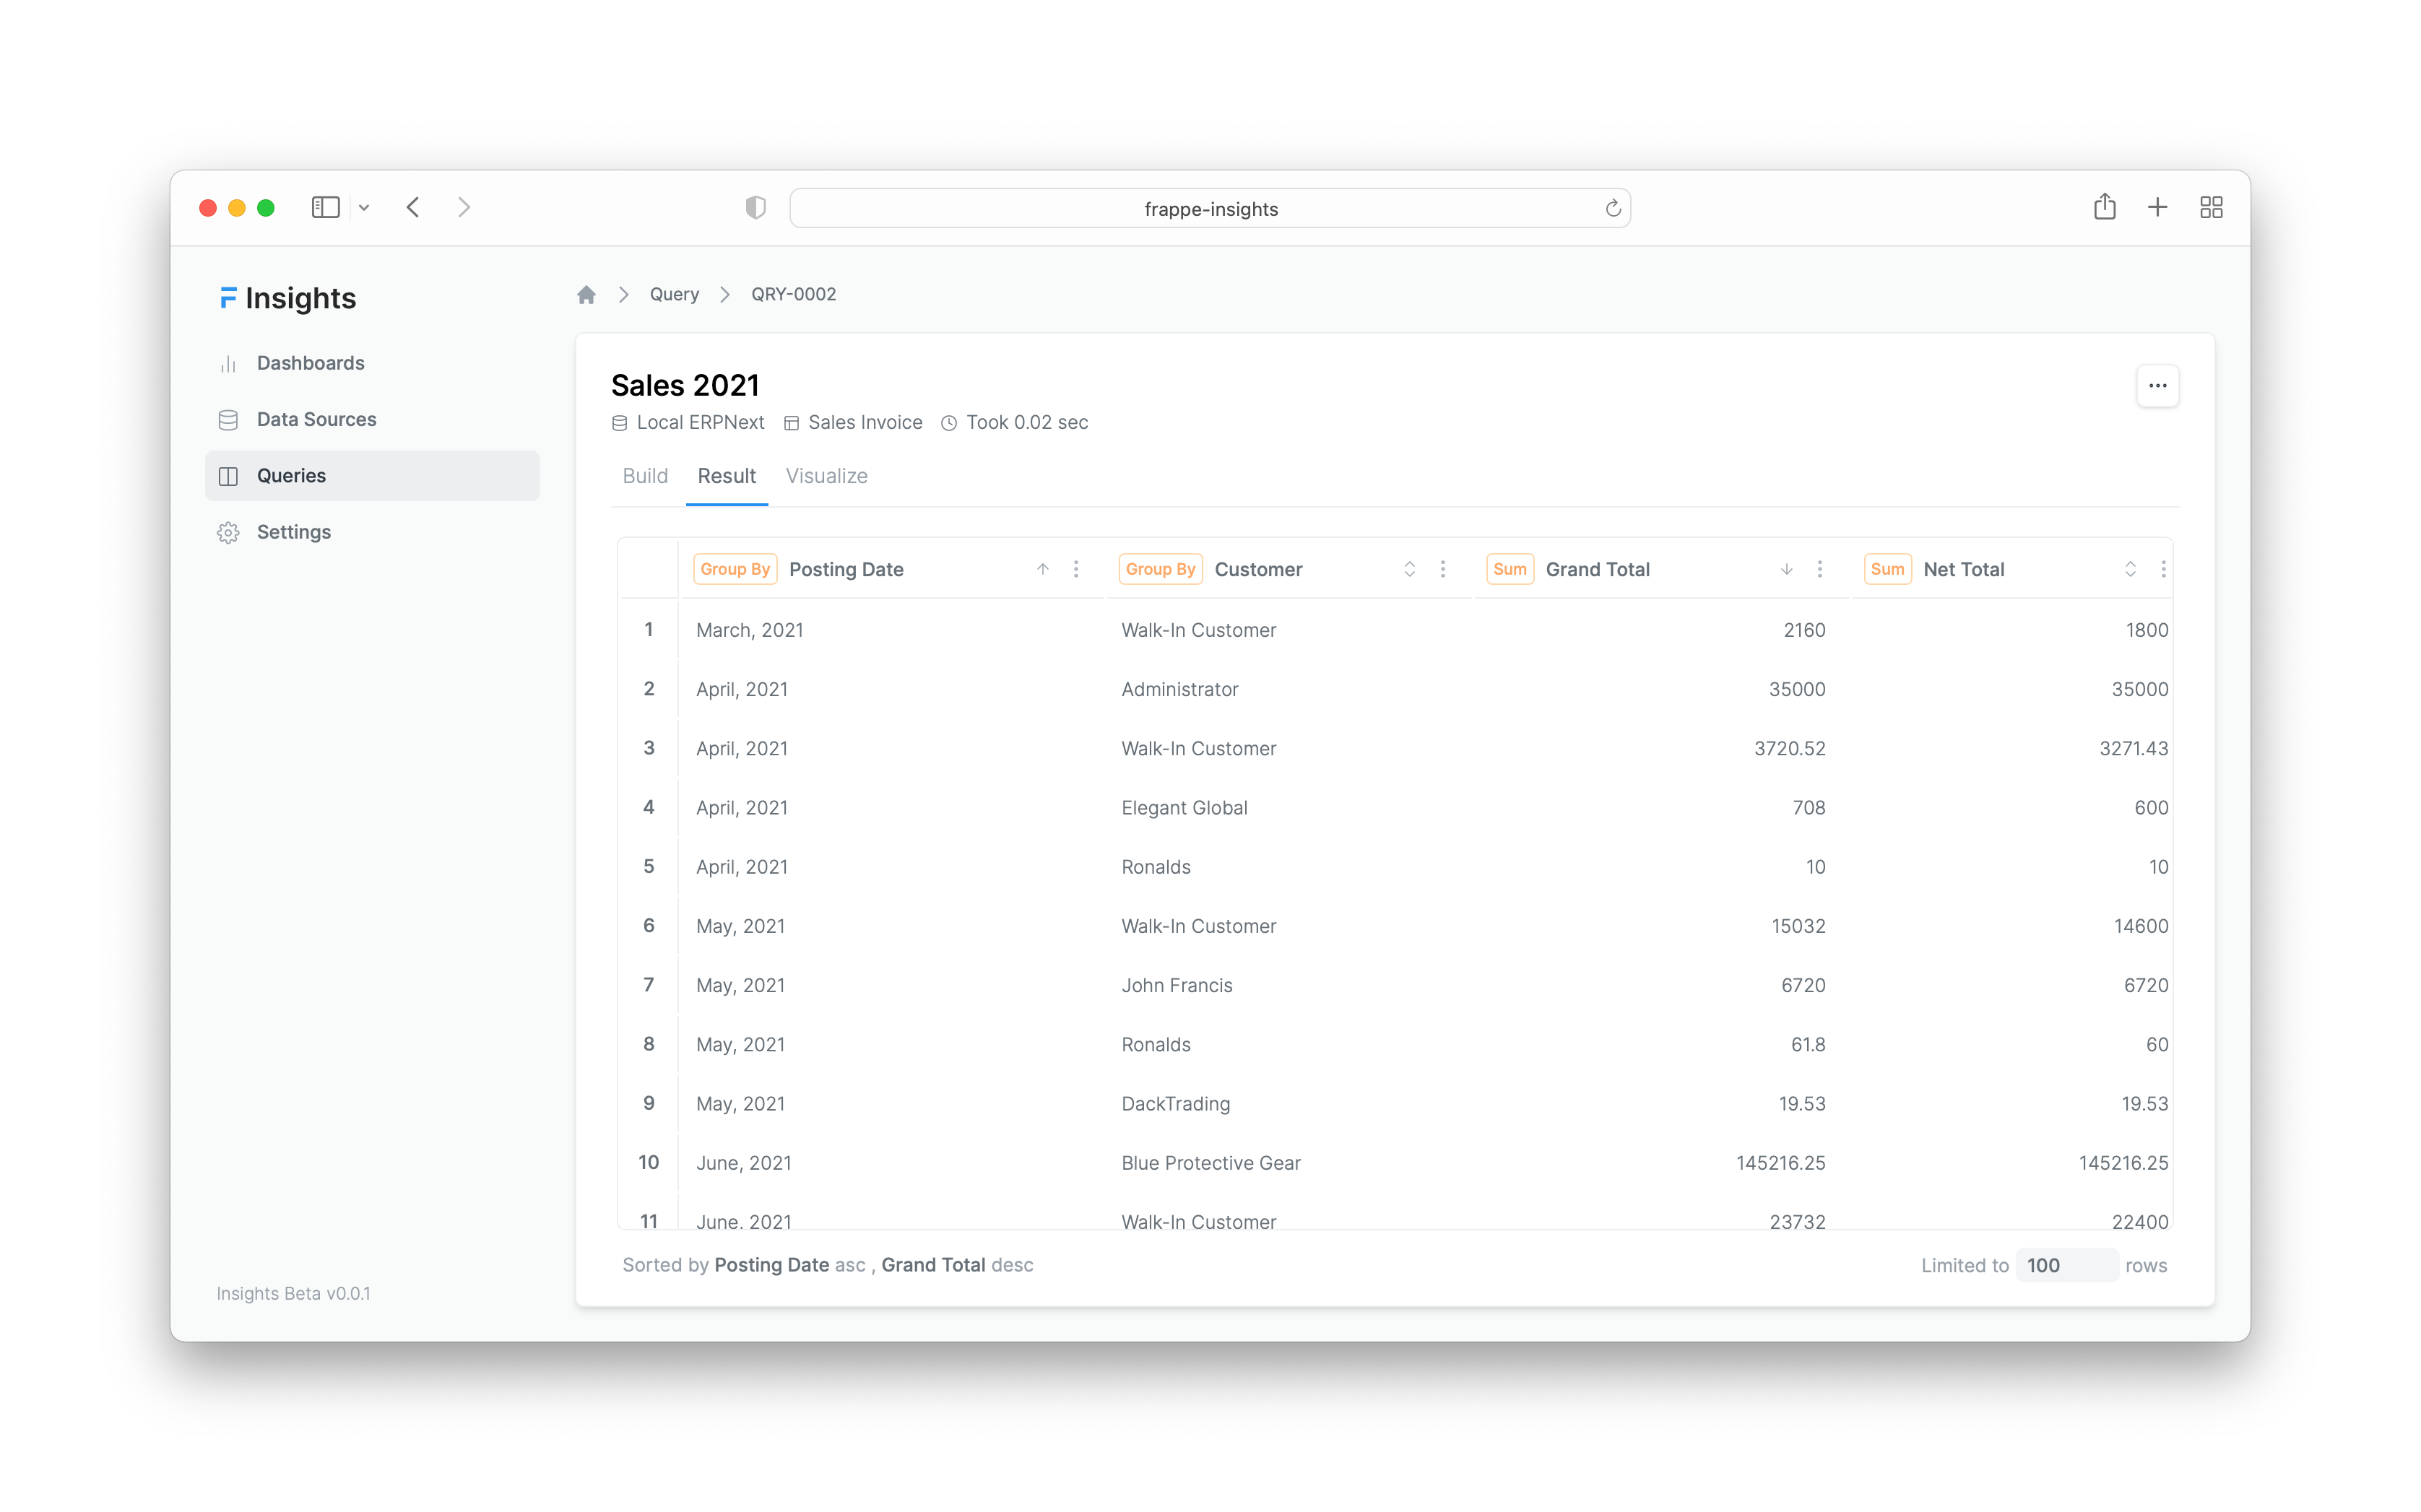 frappe-insights
Insights
Dashboards
Data Sources
Queries
Settings
Insights Beta v0.0.1
Query QRY-0002
Sales 2021
Local ERPNext Sales Invoice Took 0.02 sec
Build Result Visualize
Group By Posting Date Group By Customer Sum Grand Total Sum Net Total
1 March, 2021 Walk-In Customer 2160 1800
2 April, 2021 Administrator 35000 35000
3 April, 2021 Walk-In Customer 3720.52 3271.43
4 April, 2021 Elegant Global 708 600
5 April, 2021 Ronalds 10 10
6 May, 2021 Walk-In Customer 15032 14600
7 May, 2021 John Francis 6720 6720
8 May, 2021 Ronalds 61.8 60
9 May, 2021 DackTrading 19.53 19.53
10 June, 2021 Blue Protective Gear 145216.25 145216.25
11 June, 2021 Walk-In Customer 23732 22400
Sorted by Posting Date asc , Grand Total desc Limited to 100 rows